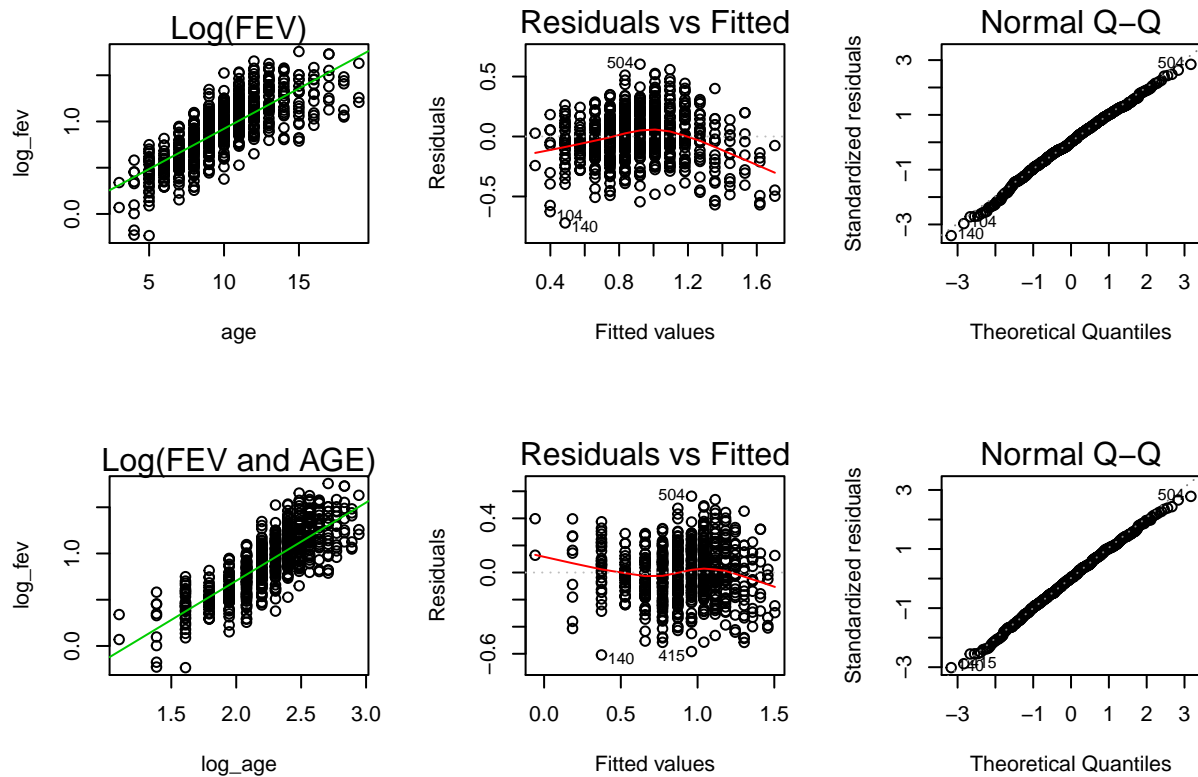 Log(FEV)
log_fev
0.0 1.0
5 10 15
age
Residuals vs Fitted
Residuals
−0.5 0.0 0.5
504
104
140
0.4 0.8 1.2 1.6
Fitted values
Normal Q−Q
Standardized residuals
−3 −1 1 3
504
104
140
−3 −1 0 1 2 3
Theoretical Quantiles
Log(FEV and AGE)
log_fev
0.0 1.0
1.5 2.0 2.5 3.0
log_age
Residuals vs Fitted
Residuals
−0.6 0.0 0.4
504
140
415
0.0 0.5 1.0 1.5
Fitted values
Normal Q−Q
Standardized residuals
−3 −1 1 3
504
415
140
−3 −1 0 1 2 3
Theoretical Quantiles